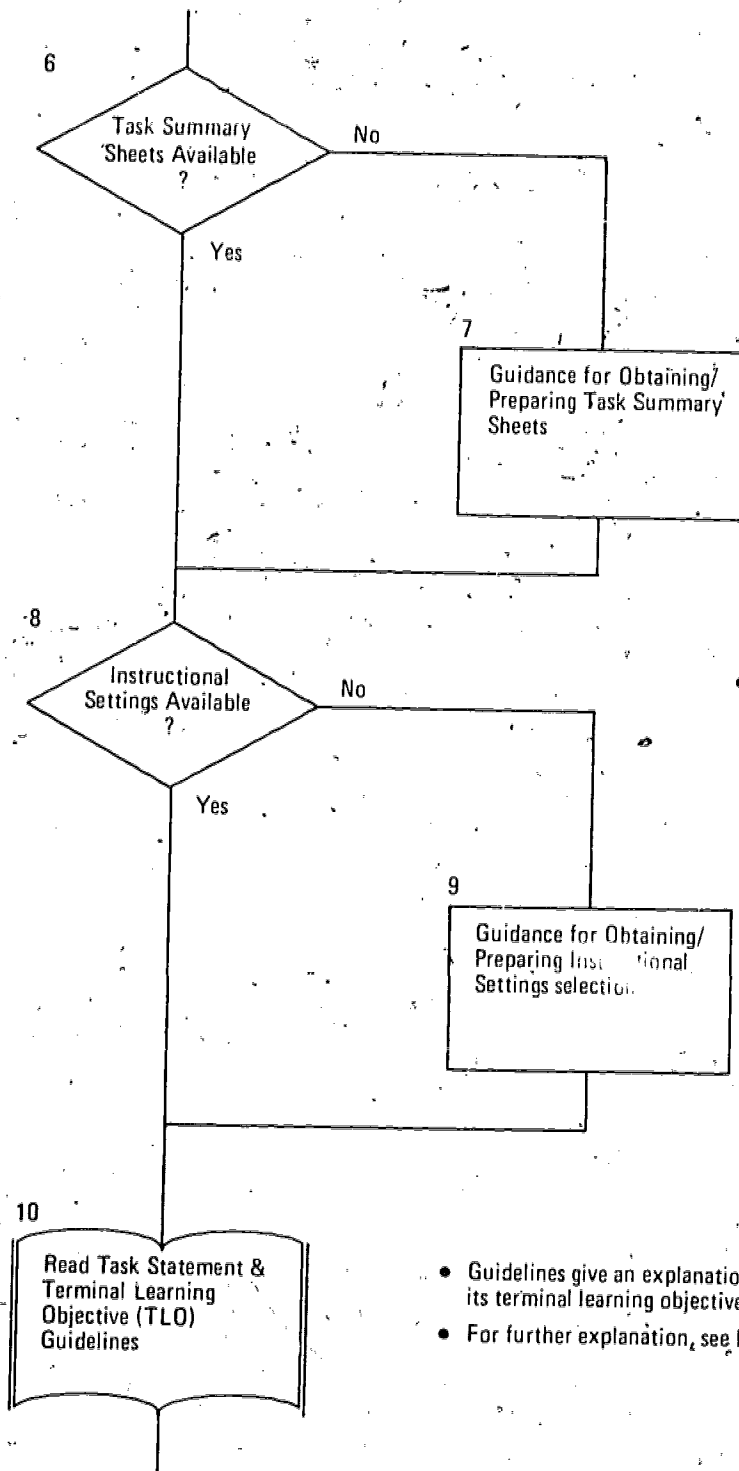 6
Task Summary
Sheets Available
?
No
Yes
7
Guidance for Obtaining/
Preparing Task Summary
Sheets
8
Instructional
Settings Available
?
No
Yes
9
Guidance for Obtaining/
Preparing
Settings
10
Read Task Statement &
Terminal Learning
Objective (TLO)
Guidelines
• Guidelines give an
its terminal learning objective
• For further explanation, see